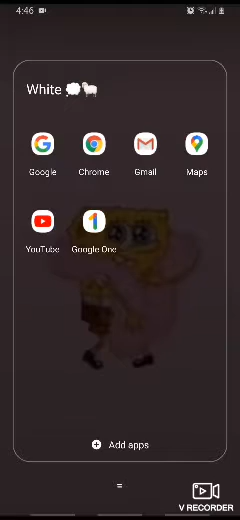 4:46
White 💭🐑
Google
Chrome
Gmail
Maps
YouTube
Google One
Add apps
V RECORDER